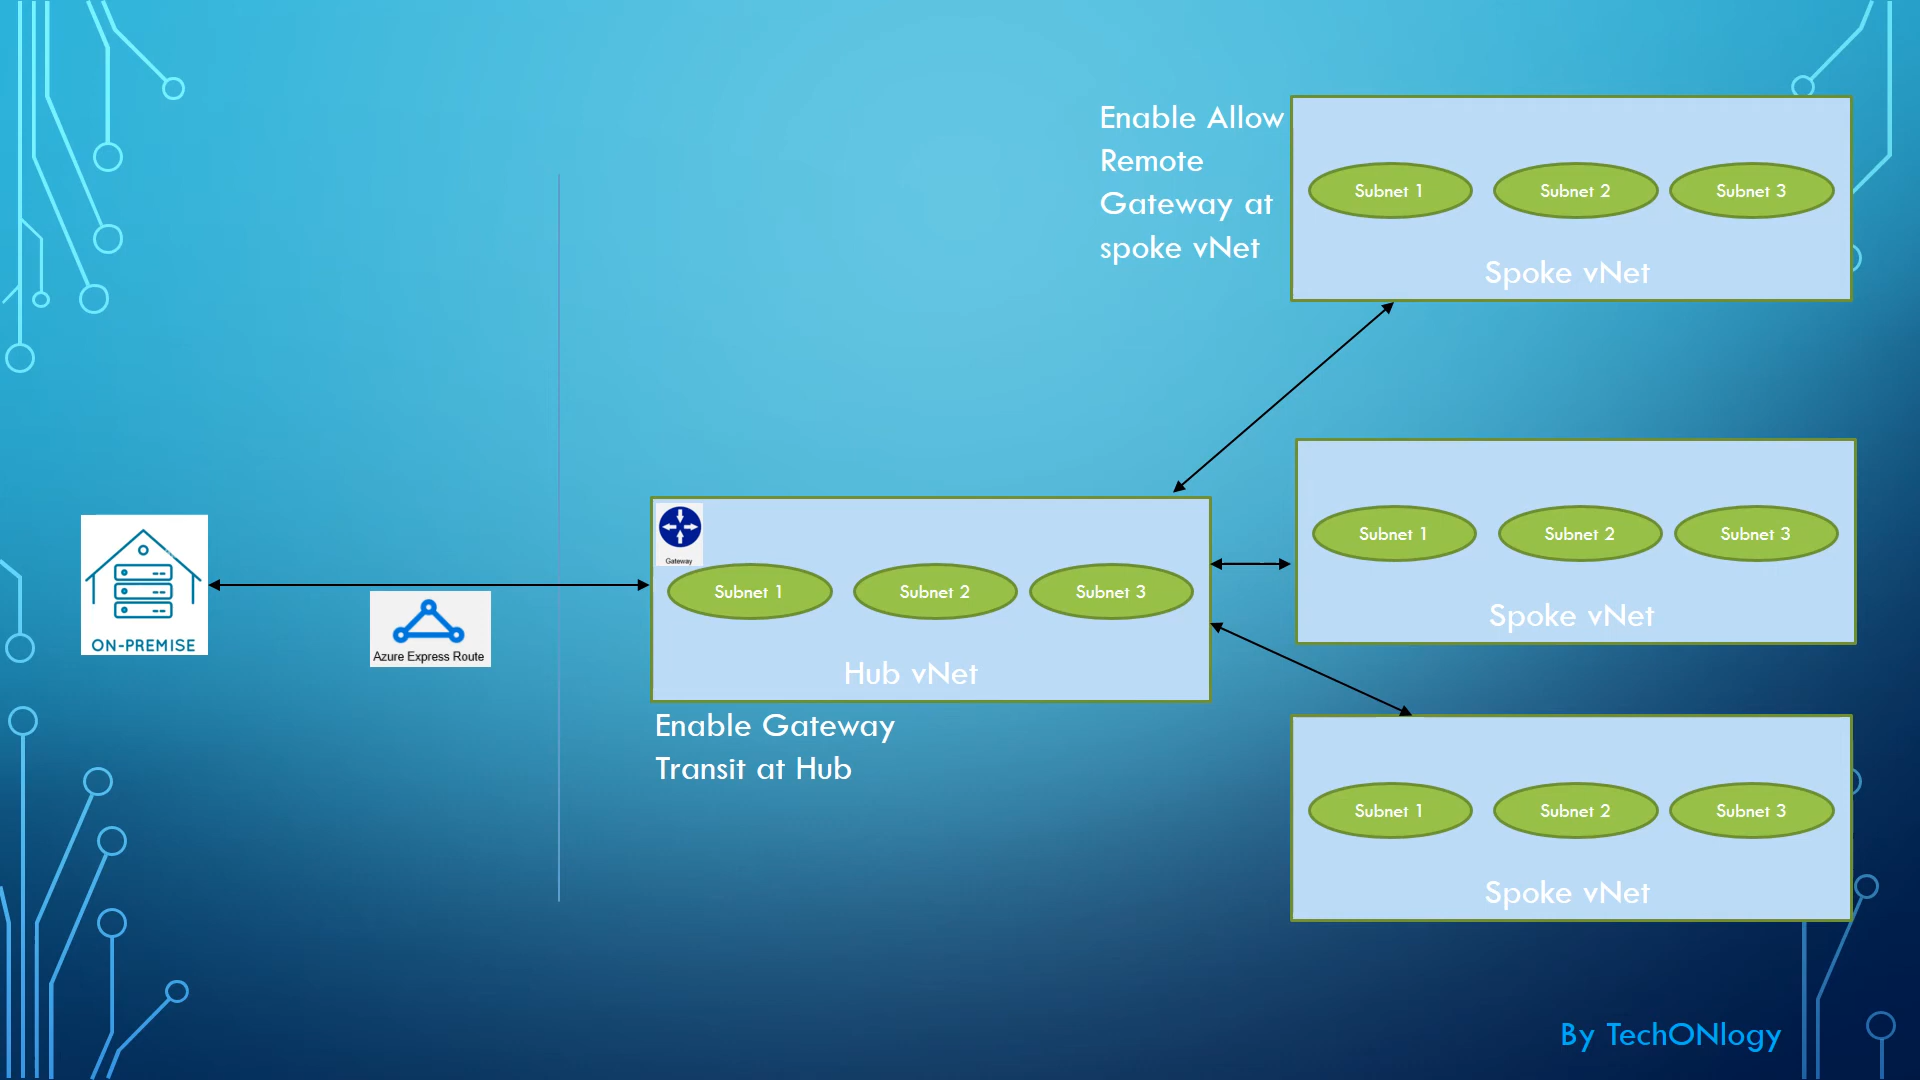 Enable Allow
Remote
Gateway at
spoke vNet
Subnet 1
Subnet 2
Subnet 3
Spoke vNet
Subnet 1
Subnet 2
Subnet 3
Spoke vNet
ON-PREMISE
Azure Express Route
Gateway
Subnet 1
Subnet 2
Subnet 3
Hub vNet
Enable Gateway
Transit at Hub
Subnet 1
Subnet 2
Subnet 3
Spoke vNet
By TechONlogy